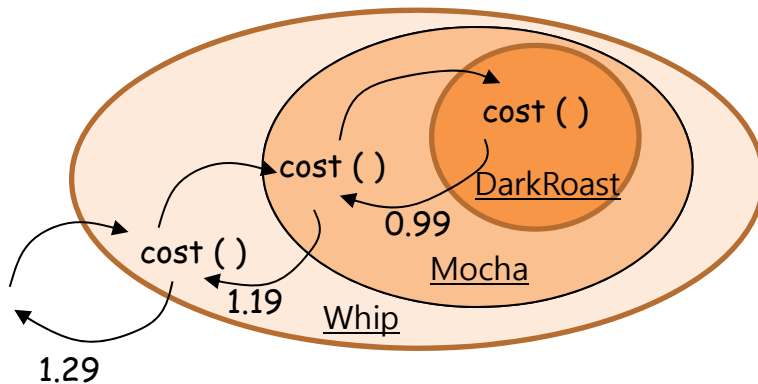 cost ( )
cost ( )
DarkRoast
0.99
cost ( )
Mocha
1.19
Whip
1.29